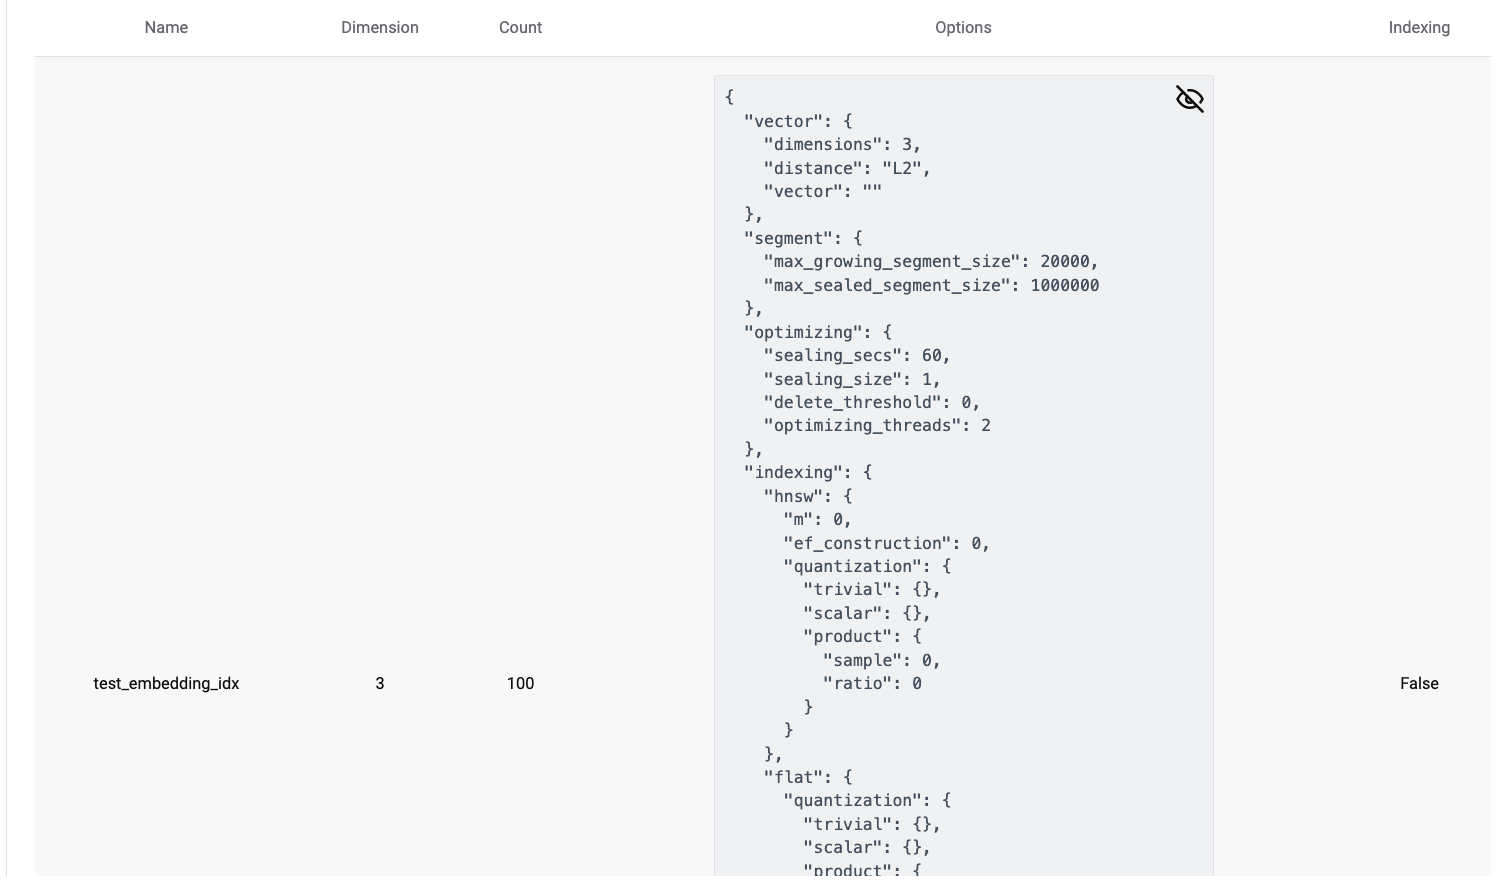 Name Dimension Count Options Indexing
{
"vector": {
"dimensions": 3,
"distance": "L2",
"vector": ""
},
"segment": {
"max_growing_segment_size": 20000,
"max_sealed_segment_size": 1000000
},
"optimizing": {
"sealing_secs": 60,
"sealing_size": 1,
"delete_threshold": 0,
"optimizing_threads": 2
},
"indexing": {
"hnsw": {
"m": 0,
"ef_construction": 0,
"quantization": {
"trivial": {},
"scalar": {},
"product": {
"sample": 0,
test_embedding_idx 3 100 "ratio": 0 False
}
}
},
"flat": {
"quantization": {
"trivial": {},
"scalar": {},
"product": {